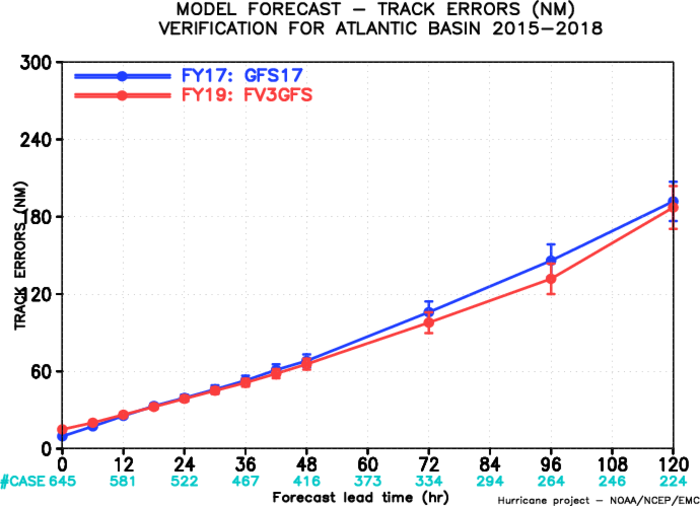 MODEL FORECAST – TRACK ERRORS (NM)
VERIFICATION FOR ATLANTIC BASIN 2015–2018
FY17: GFS17
FY19: FV3GFS
TRACK ERRORS (NM)
300
240
180
120
60
0
0 12 24 36 48 60 72 84 96 108 120
#CASE 645 581 522 467 416 373 334 294 264 246 224
Forecast lead time (hr)
Hurricane project – NOAA/NCEP/EMC